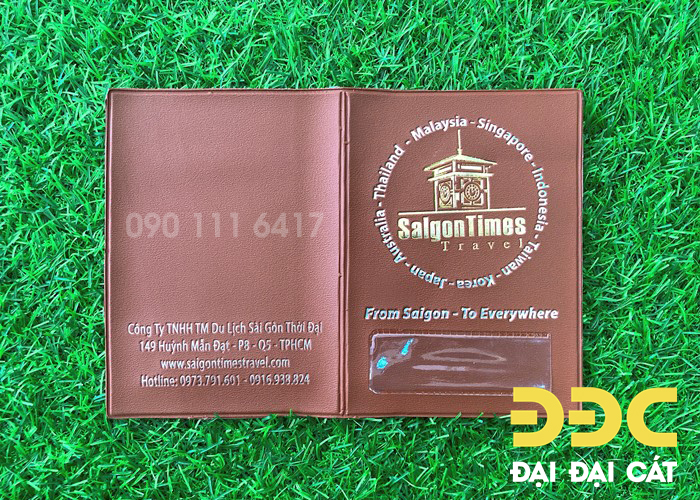 090 111 6417
Công Ty TNHH TM Du Lịch Sài Gòn Thời Đại
149 Huỳnh Mẫn Đạt - P8 - Q5 - TPHCM
www.saigontimestravel.com
Hotline: 0973.791.601 - 0916.938.824
Australia - Thailand - Malaysia - Singapore - Indonesia - Taiwan - Korea - Japan -
SaigonTimes
Travel
From Saigon - To Everywhere
ĐĐC
ĐẠI ĐẠI CÁT